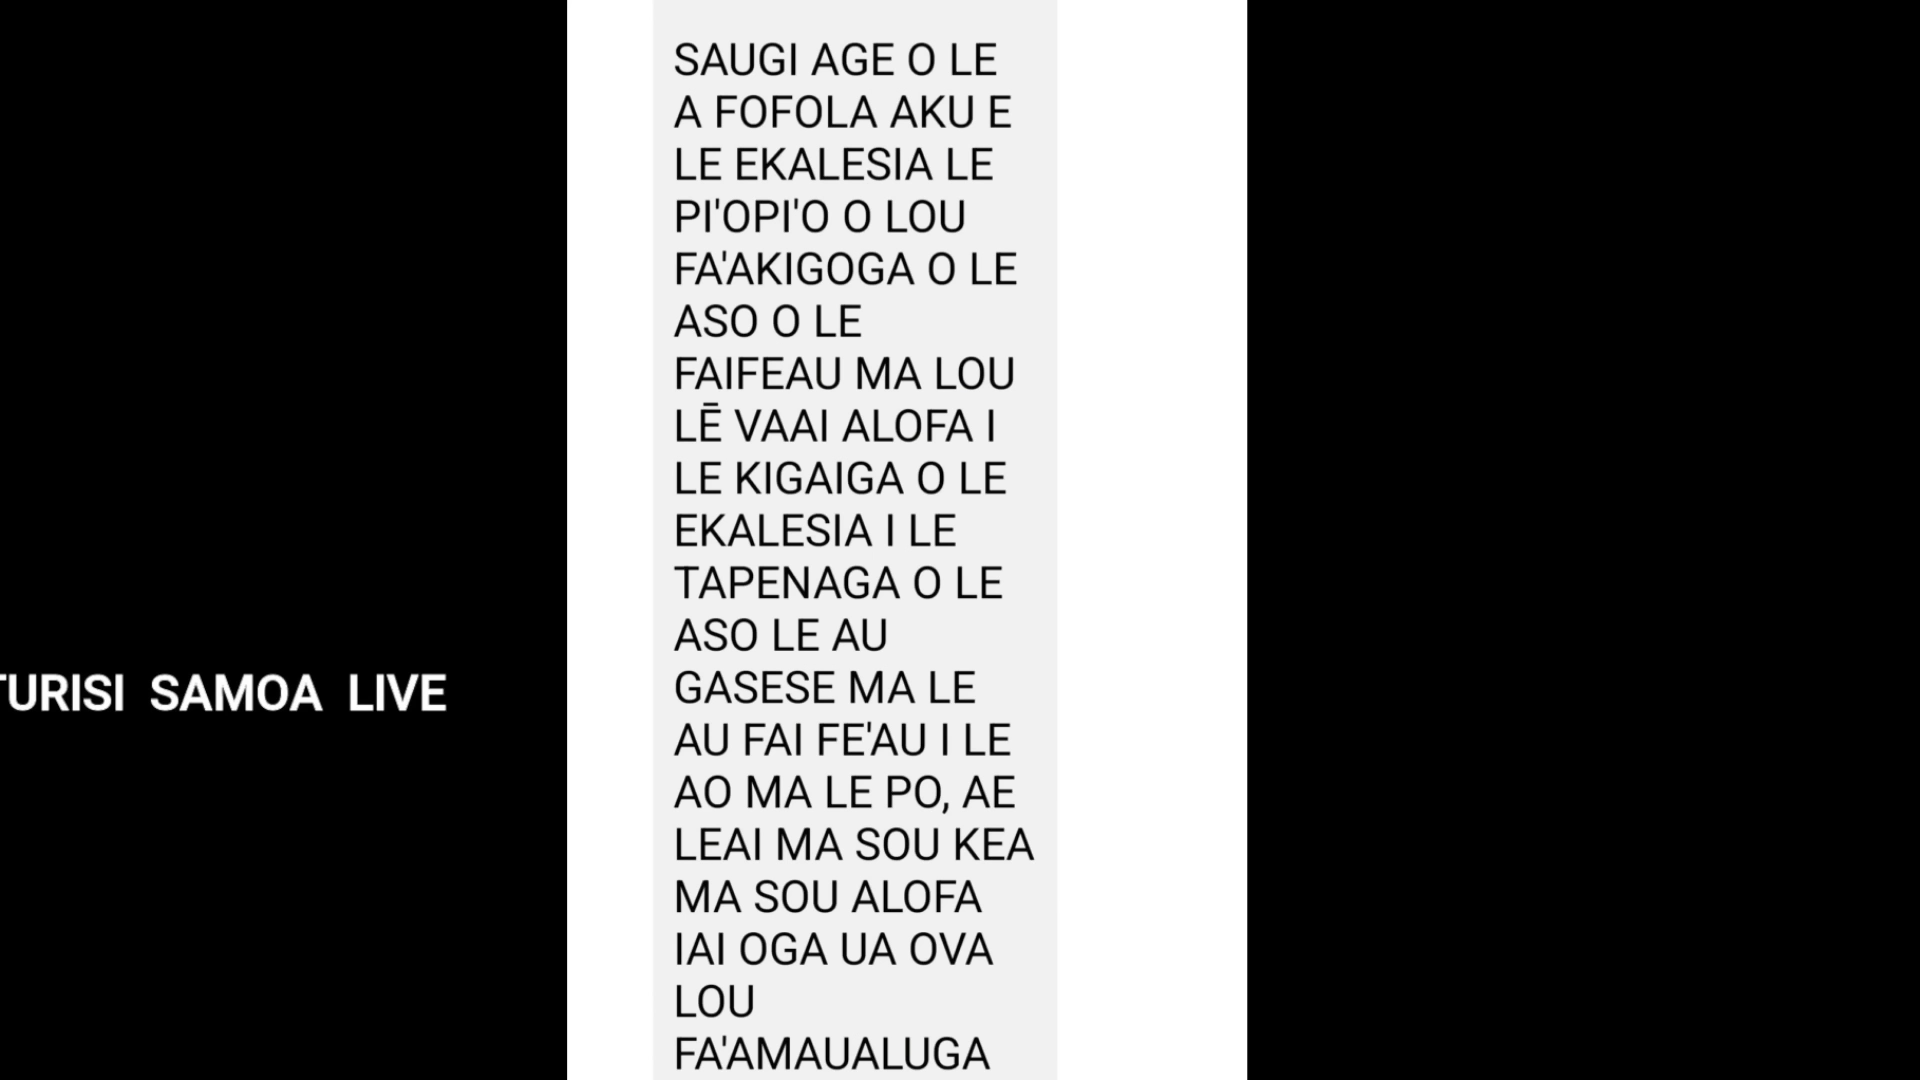 SAUGI AGE O LE
A FOFOLA AKU E
LE EKALESIA LE
PI'OPI'O O LOU
FA'AKIGOGA O LE
ASO O LE
FAIFEAU MA LOU
LĒ VAAI ALOFA I
LE KIGAIGA O LE
EKALESIA I LE
TAPENAGA O LE
ASO LE AU
GASESE MA LE
AU FAI FE'AU I LE
AO MA LE PO, AE
LEAI MA SOU KEA
MA SOU ALOFA
IAI OGA UA OVA
LOU
FA'AMAUALUGA
TURISI SAMOA LIVE